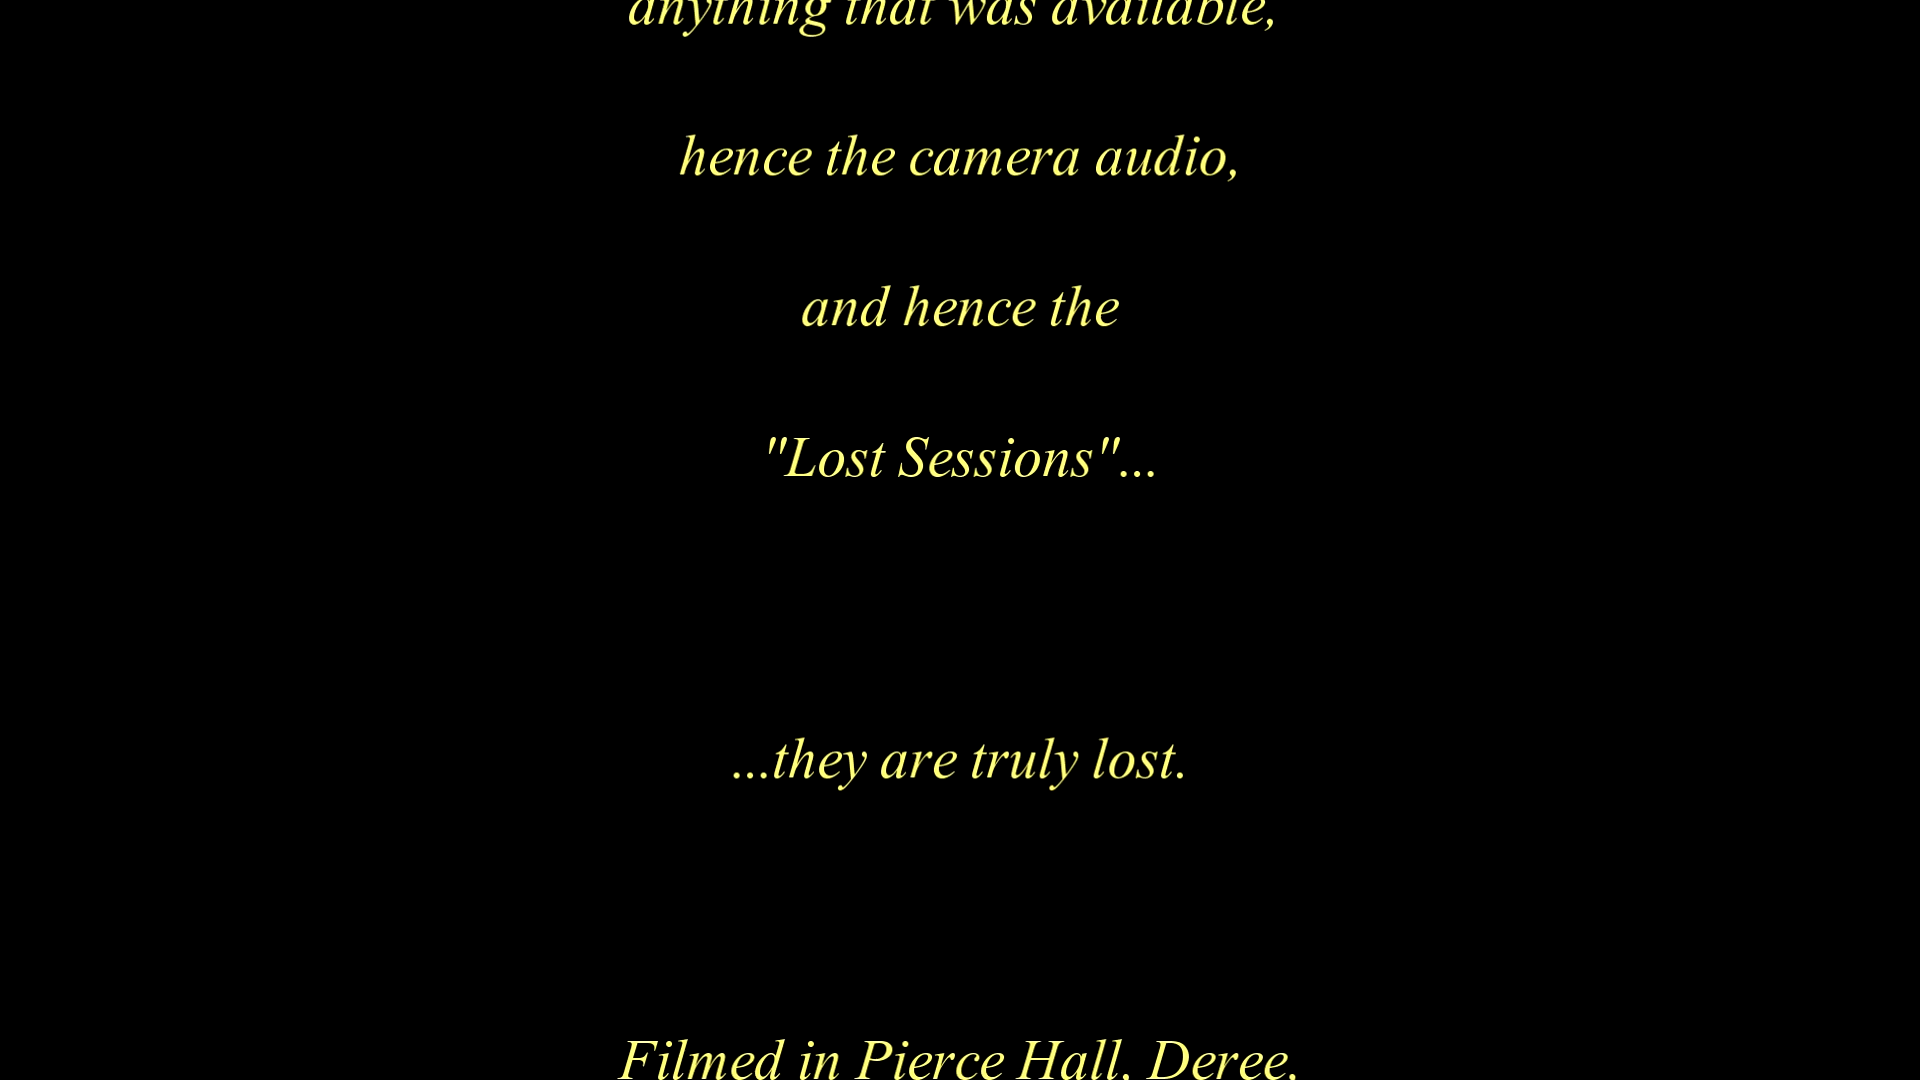 anything that was available,
hence the camera audio,
and hence the
"Lost Sessions"...
...they are truly lost.
Filmed in Pierce Hall, Deree,